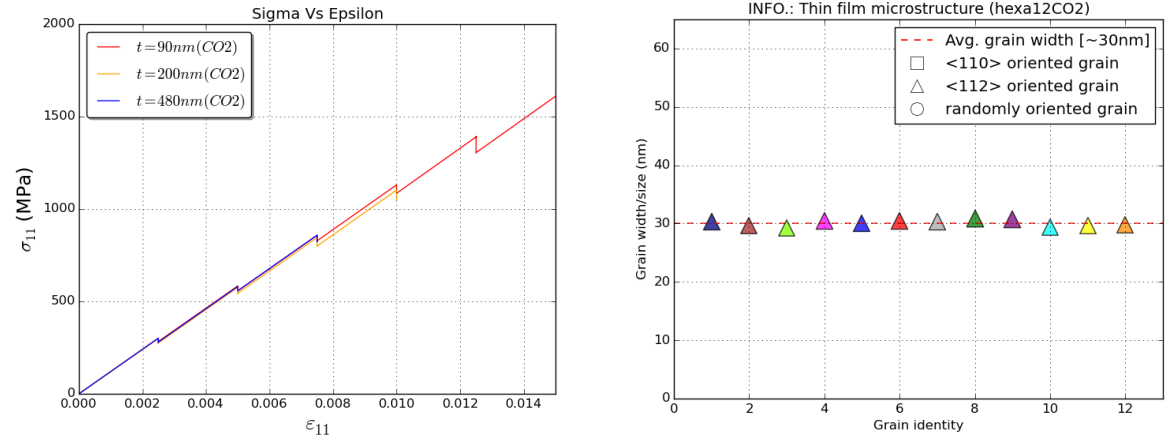 Sigma Vs Epsilon
2000
1500
1000
500
0
t=90nm(CO2)
t=200nm(CO2)
t=480nm(CO2)
σ11 (MPa)
0.000 0.002 0.004 0.006 0.008 0.010 0.012 0.014
ε11
INFO.: Thin film microstructure (hexa12CO2)
60
50
40
30
20
10
0
Avg. grain width [~30nm]
<110> oriented grain
<112> oriented grain
randomly oriented grain
Grain width/size (nm)
0 2 4 6 8 10 12
Grain identity